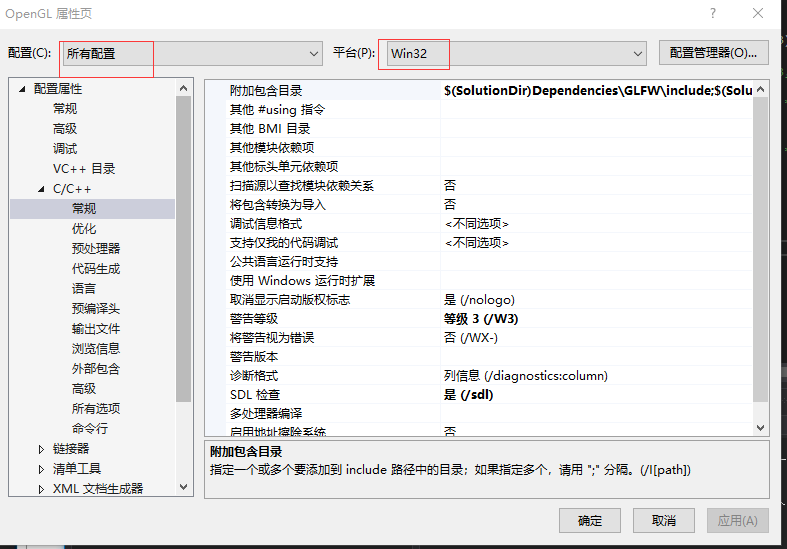 OpenGL 属性页
? ×
配置(C): 所有配置 平台(P): Win32 配置管理器(O)...
配置属性
常规
高级
调试
VC++ 目录
C/C++
常规
优化
预处理器
代码生成
语言
预编译头
输出文件
浏览信息
外部包含
高级
所有选项
命令行
链接器
清单工具
XML 文档生成器
附加包含目录 $(SolutionDir)Dependencies\GLFW\include;$(Solu
其他 #using 指令
其他 BMI 目录
其他模块依赖项
其他标头单元依赖项
扫描源以查找模块依赖关系 否
将包含转换为导入 否
调试信息格式 <不同选项>
支持仅我的代码调试 <不同选项>
公共语言运行时支持
使用 Windows 运行时扩展
取消显示启动版权标志 是 (/nologo)
警告等级 等级 3 (/W3)
将警告视为错误 否 (/WX-)
警告版本
诊断格式 列信息 (/diagnostics:column)
SDL 检查 是 (/sdl)
多处理器编译
启用地址擦除系统 否
附加包含目录
指定一个或多个要添加到 include 路径中的目录；如果指定多个，请用 ";" 分隔。(/I[path])
确定 取消 应用(A)